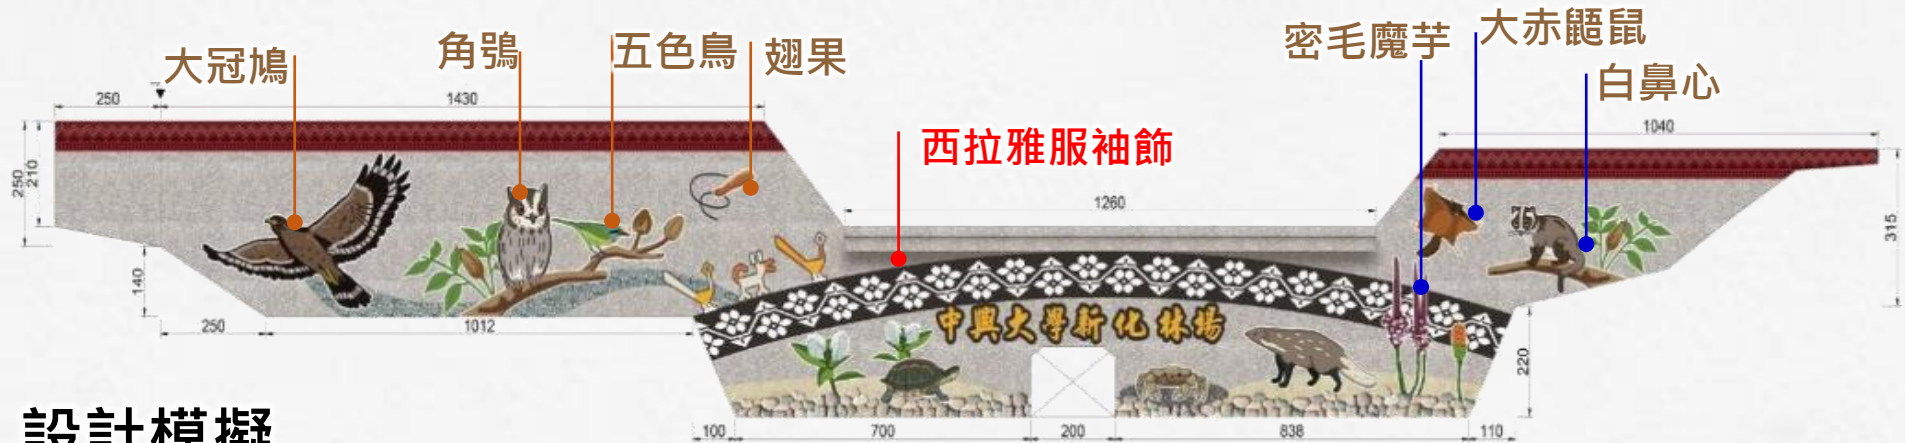 大冠鳩
角鴞
五色鳥
翅果
密毛魔芋
大赤鼯鼠
白鼻心
西拉雅服袖飾
250
1430
1040
250
210
1260
315
140
250
1012
中興大學新化林場
220
100
700
200
838
110
設計模擬